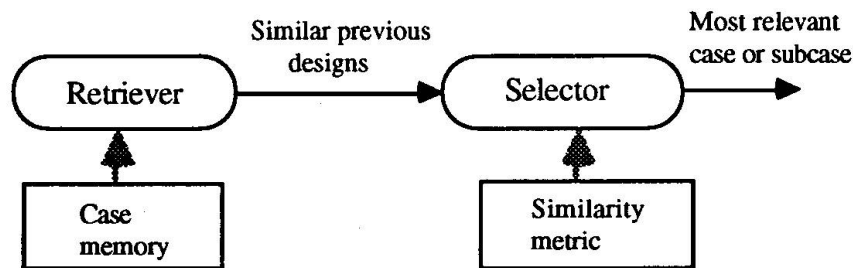 Similar previous
designs
Most relevant
case or subcase
Retriever
Selector
Case
memory
Similarity
metric